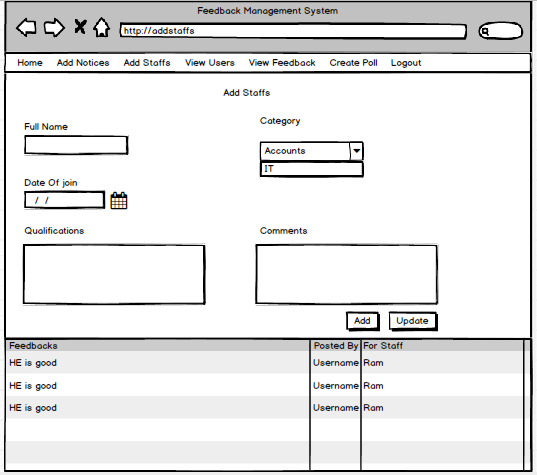 Feedback Management System
http://addstaffs
Home Add Notices Add Staffs View Users View Feedback Create Poll Logout
Add Staffs
Full Name
Category
Accounts
IT
Date Of join
/ /
Qualifications
Comments
Add Update
Feedbacks Posted By For Staff
HE is good Username Ram
HE is good Username Ram
HE is good Username Ram